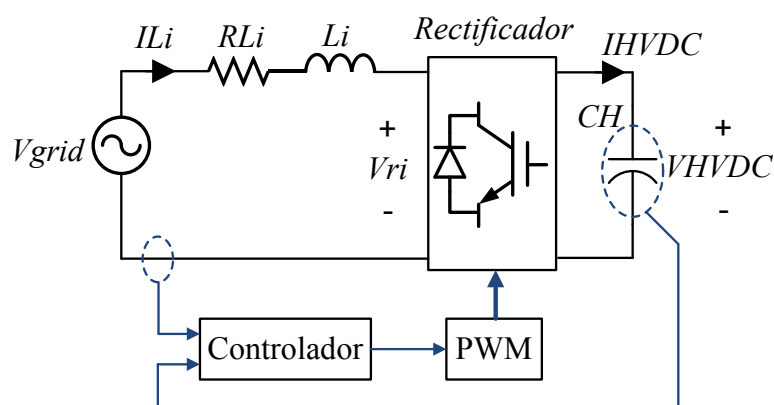 ILi
RLi
Li
Rectificador
IHVDC
CH
Vgrid
+
Vri
-
+
VHVDC
-
Controlador
PWM